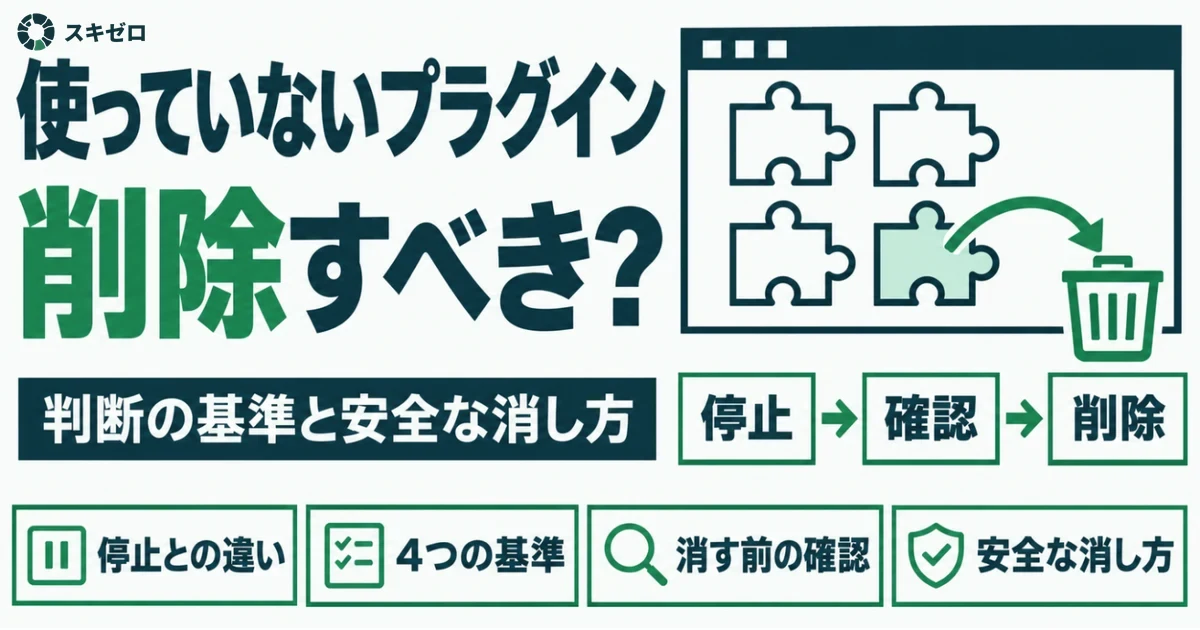 スキゼロ
使っていないプラグイン
削除すべき?
判断の基準と安全な消し方
停止
確認
削除
停止との違い
4つの基準
消す前の確認
安全な消し方